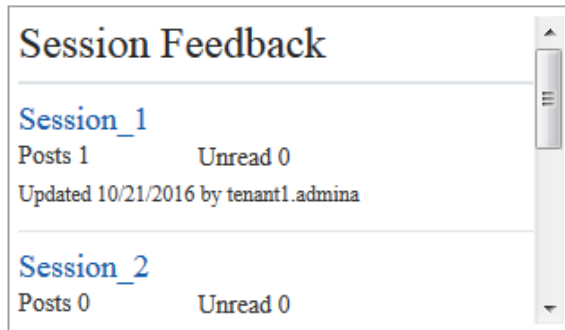 Session Feedback
Session_1
Posts 1 Unread 0
Updated 10/21/2016 by tenant1.admina
Session_2
Posts 0 Unread 0